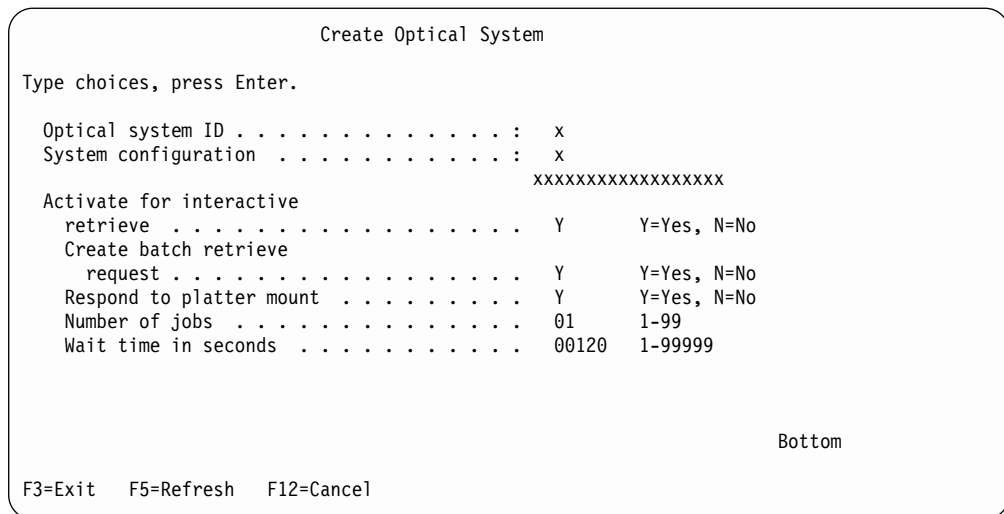 Create Optical System
Type choices, press Enter.
Optical system ID . . . . . . . . . . . . . . : x
System configuration . . . . . . . . . . . . : x
xxxxxxxxxxxxxxxxxx
Activate for interactive
retrieve . . . . . . . . . . . . . . . . . Y Y=Yes, N=No
Create batch retrieve
request . . . . . . . . . . . . . . . . . Y Y=Yes, N=No
Respond to platter mount . . . . . . . . . Y Y=Yes, N=No
Number of jobs . . . . . . . . . . . . . . 01 1-99
Wait time in seconds . . . . . . . . . . . 00120 1-99999
Bottom
F3=Exit F5=Refresh F12=Cancel